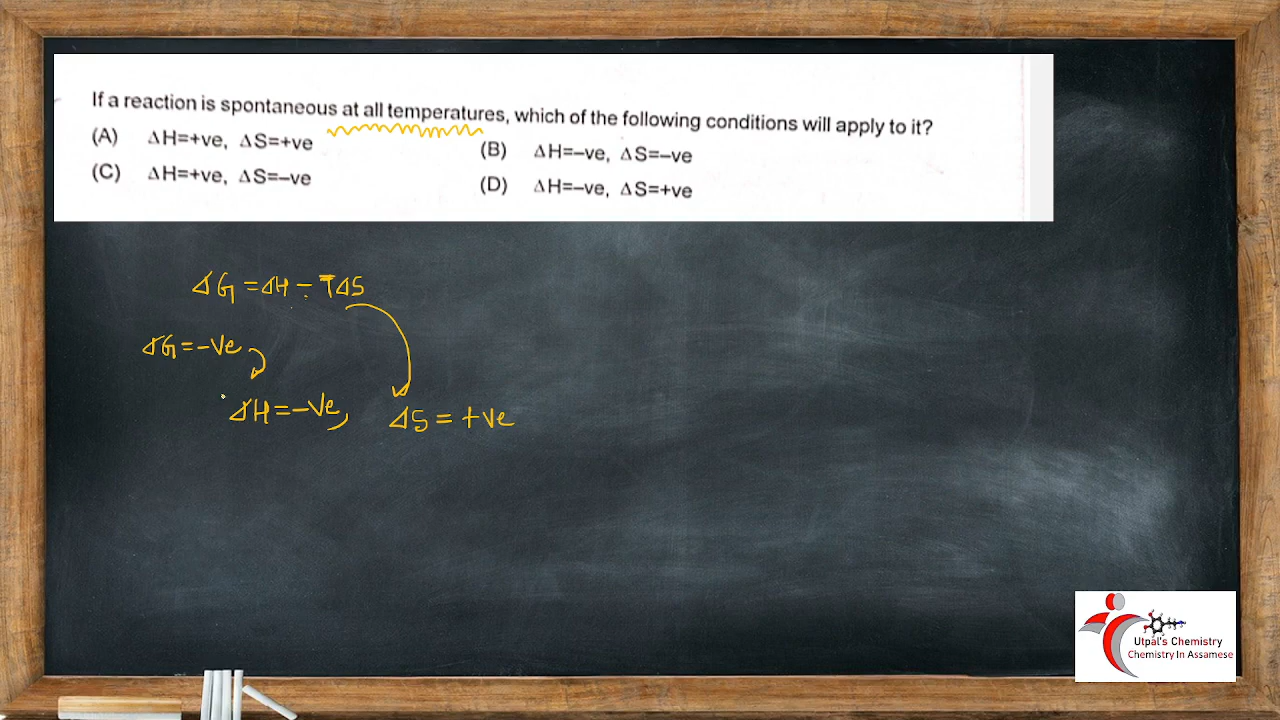 If a reaction is spontaneous at all temperatures, which of the following conditions will apply to it?
(A) ΔH=+ve, ΔS=+ve (B) ΔH=–ve, ΔS=–ve
(C) ΔH=+ve, ΔS=–ve (D) ΔH=–ve, ΔS=+ve
ΔG = ΔH – TΔS
ΔG = –ve
ΔH = –ve, ΔS = +ve
Utpal's Chemistry
Chemistry In Assamese